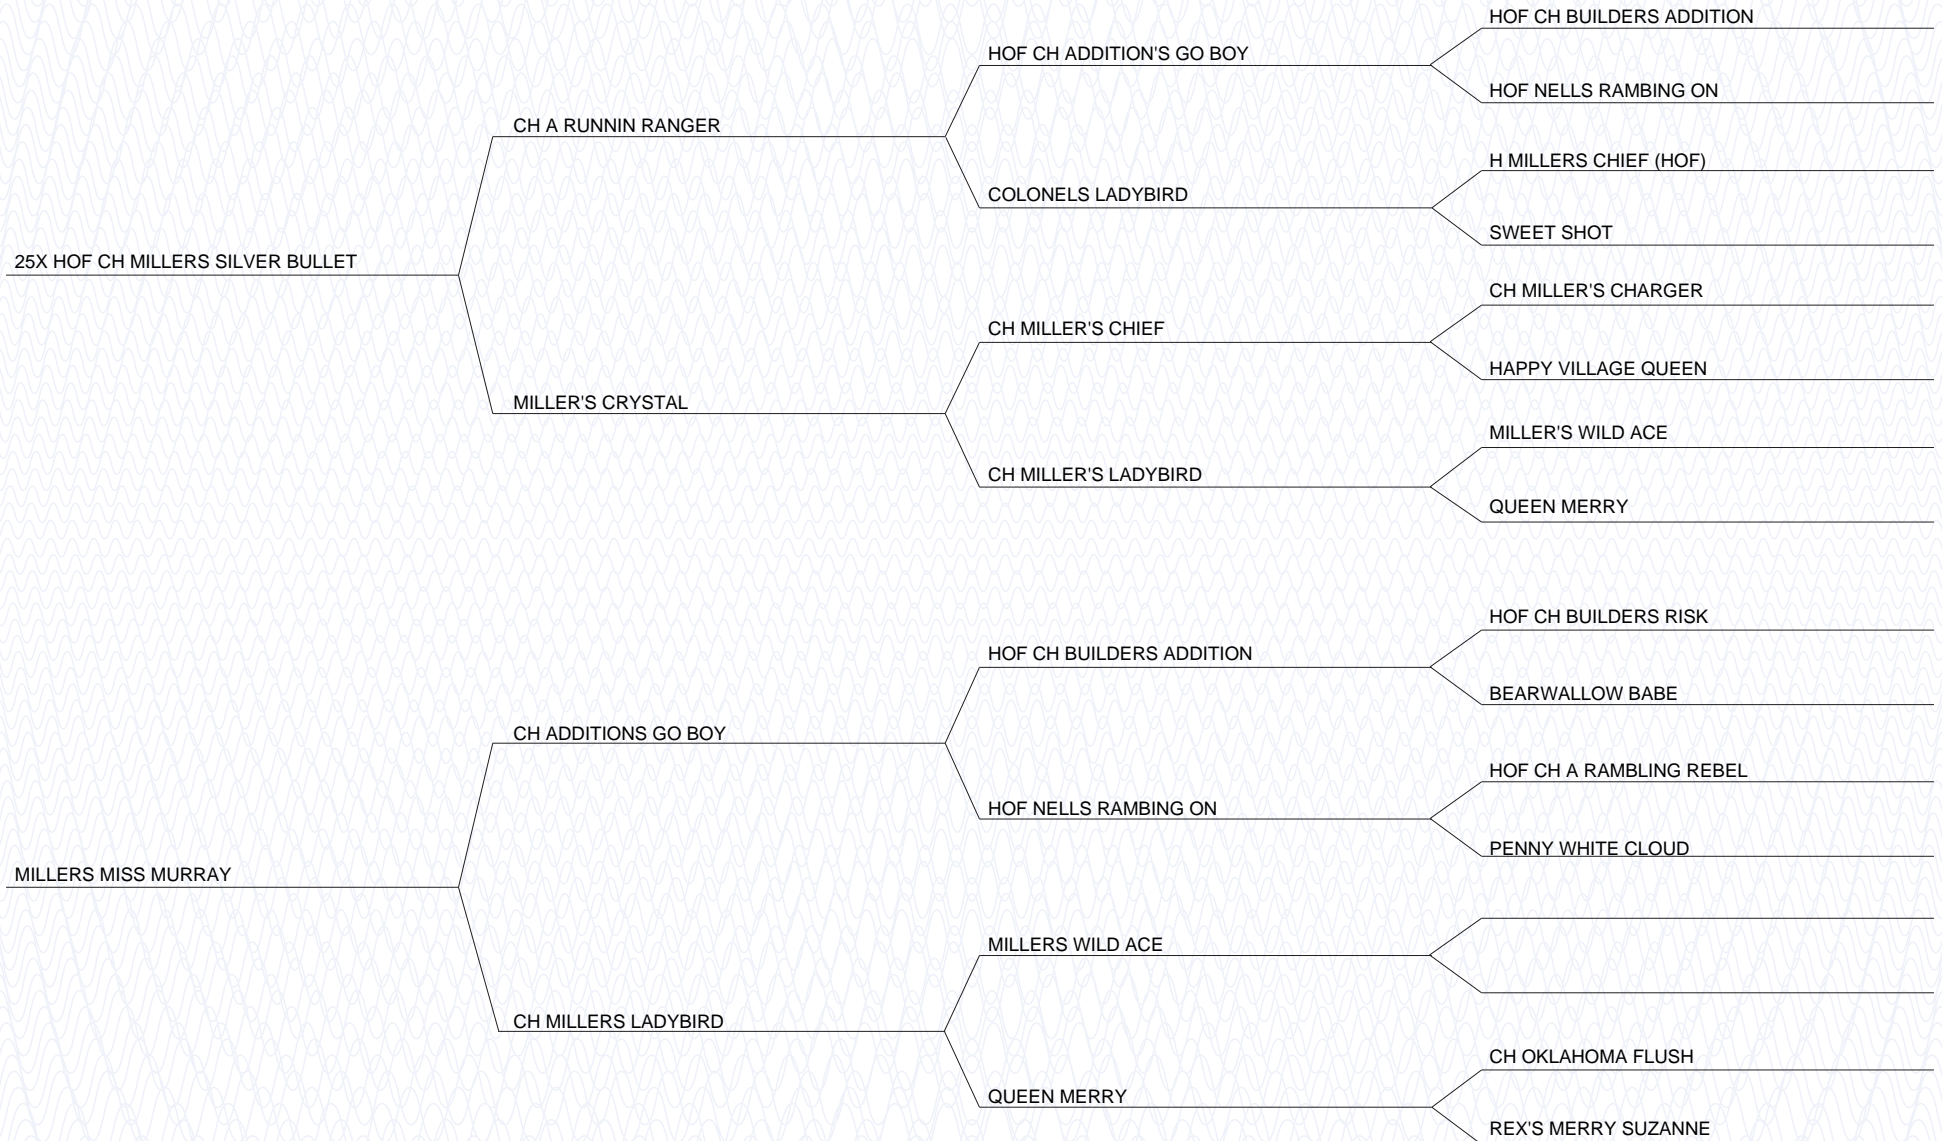 HOF CH BUILDERS ADDITION
HOF CH ADDITION'S GO BOY
HOF NELLS RAMBING ON
CH A RUNNIN RANGER
H MILLERS CHIEF (HOF)
COLONELS LADYBIRD
SWEET SHOT
25X HOF CH MILLERS SILVER BULLET
CH MILLER'S CHARGER
CH MILLER'S CHIEF
HAPPY VILLAGE QUEEN
MILLER'S CRYSTAL
MILLER'S WILD ACE
CH MILLER'S LADYBIRD
QUEEN MERRY
HOF CH BUILDERS RISK
HOF CH BUILDERS ADDITION
BEARWALLOW BABE
CH ADDITIONS GO BOY
HOF CH A RAMBLING REBEL
HOF NELLS RAMBING ON
PENNY WHITE CLOUD
MILLERS MISS MURRAY
MILLERS WILD ACE
CH MILLERS LADYBIRD
CH OKLAHOMA FLUSH
QUEEN MERRY
REX'S MERRY SUZANNE